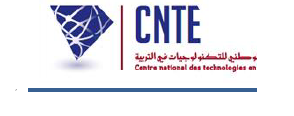 CNTE
وطني للتكنولوجيات في التربية
Centre national des technologies en